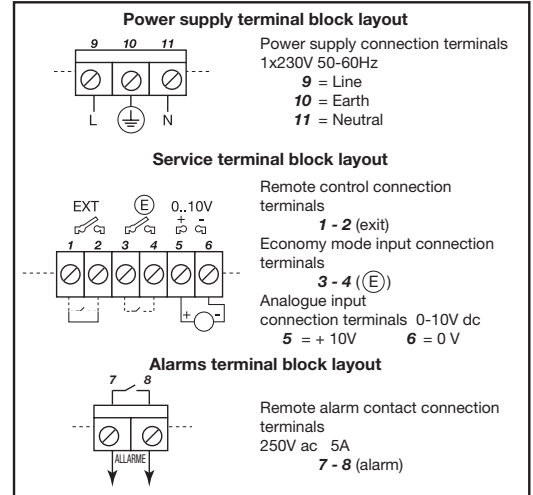 Power supply terminal block layout
9 10 11
L N
Power supply connection terminals
1x230V 50-60Hz
9 = Line
10 = Earth
11 = Neutral
Service terminal block layout
EXT E 0..10V
+ -
1 2 3 4 5 6
+ -
Remote control connection
terminals
1 - 2 (exit)
Economy mode input connection
terminals
3 - 4 (E)
Analogue input
connection terminals 0-10V dc
5 = + 10V 6 = 0 V
Alarms terminal block layout
7 8
ALLARME
Remote alarm contact connection
terminals
250V ac 5A
7 - 8 (alarm)